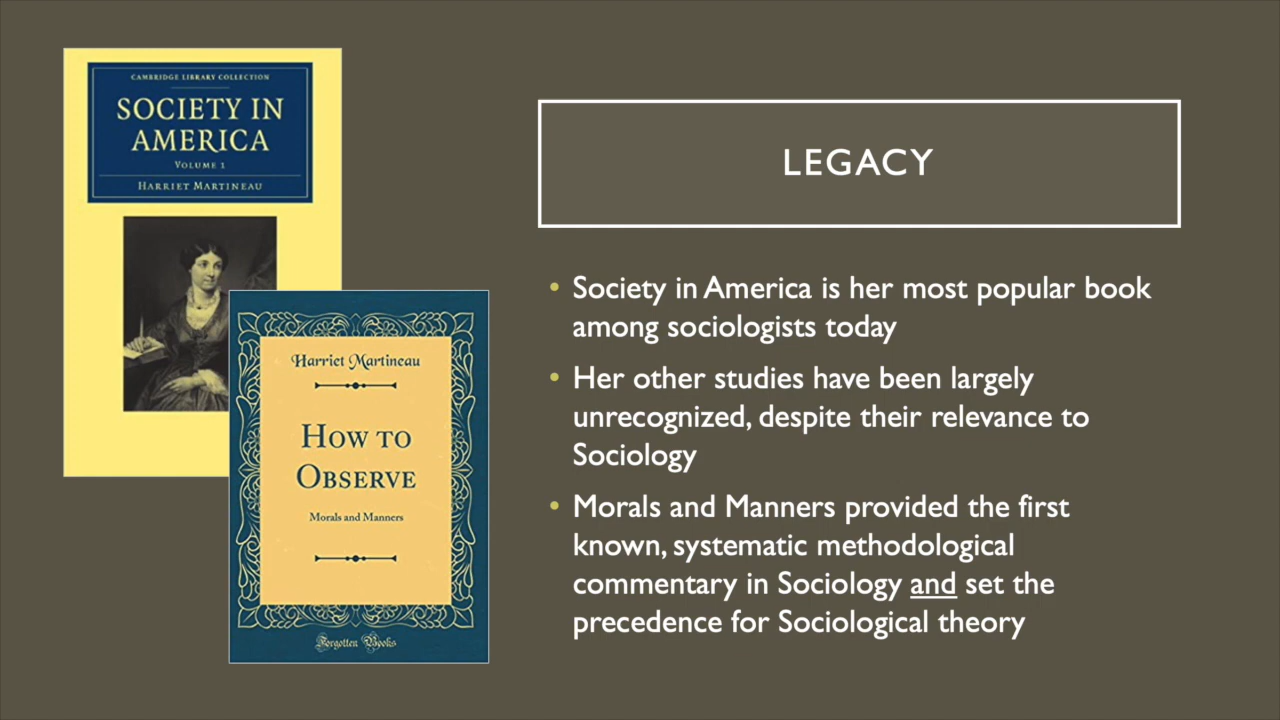 CAMBRIDGE LIBRARY COLLECTION
SOCIETY IN
AMERICA
VOLUME 1
HARRIET MARTINEAU
Harriet Martineau
HOW TO
OBSERVE
Morals and Manners
Forgotten Books
LEGACY
• Society in America is her most popular book
among sociologists today
• Her other studies have been largely
unrecognized, despite their relevance to
Sociology
• Morals and Manners provided the first
known, systematic methodological
commentary in Sociology and set the
precedence for Sociological theory